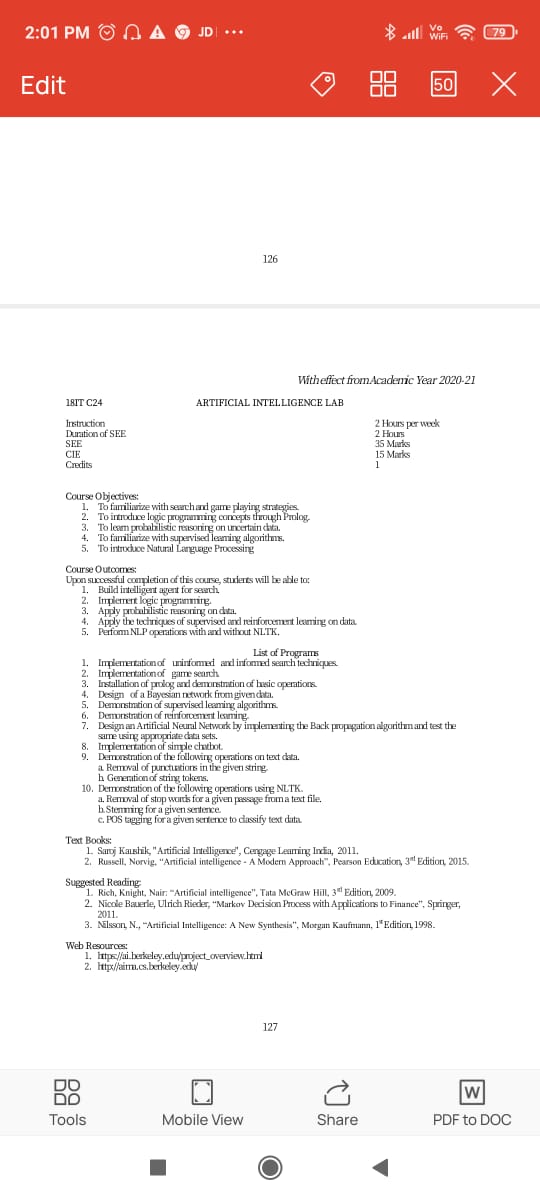 2:01 PM JD ... Vo WiFi 79
Edit 50
126
With effect from Academic Year 2020-21
18IT C24 ARTIFICIAL INTELLIGENCE LAB
Instruction 2 Hours per week
Duration of SEE 2 Hours
SEE 35 Marks
CIE 15 Marks
Credits 1
Course Objectives:
1. To familiarize with search and game playing strategies.
2. To introduce logic programming concepts through Prolog.
3. To learn probabilistic reasoning on uncertain data.
4. To familiarize with supervised learning algorithms.
5. To introduce Natural Language Processing
Course Outcomes:
Upon successful completion of this course, students will be able to:
1. Build intelligent agent for search.
2. Implement logic programming.
3. Apply probabilistic reasoning on data.
4. Apply the techniques of supervised and reinforcement learning on data.
5. Perform NLP operations with and without NLTK.
List of Programs
1. Implementation of uninformed and informed search techniques.
2. Implementation of game search.
3. Installation of prolog and demonstration of basic operations.
4. Design of a Bayesian network from given data.
5. Demonstration of supervised learning algorithms.
6. Demonstration of reinforcement learning.
7. Design an Artificial Neural Network by implementing the Back propagation algorithm and test the
same using appropriate data sets.
8. Implementation of simple chatbot.
9. Demonstration of the following operations on text data.
a. Removal of punctuations in the given string.
b. Generation of string tokens.
10. Demonstration of the following operations using NLTK.
a. Removal of stop words for a given passage from a text file.
b. Stemming for a given sentence.
c. POS tagging for a given sentence to classify text data.
Text Books:
1. Saroj Kaushik, "Artificial Intelligence", Cengage Learning India, 2011.
2. Russell, Norvig, "Artificial intelligence - A Modern Approach", Pearson Education, 3rd Edition, 2015.
Suggested Reading:
1. Rich, Knight, Nair: "Artificial intelligence", Tata McGraw Hill, 3rd Edition, 2009.
2. Nicole Bauerle, Ulrich Rieder, "Markov Decision Process with Applications to Finance", Springer,
2011.
3. Nilsson, N., "Artificial Intelligence: A New Synthesis", Morgan Kaufmann, 1st Edition, 1998.
Web Resources:
1. https://ai.berkeley.edu/project_overview.html
2. http://aima.cs.berkeley.edu/
127
Tools Mobile View Share PDF to DOC